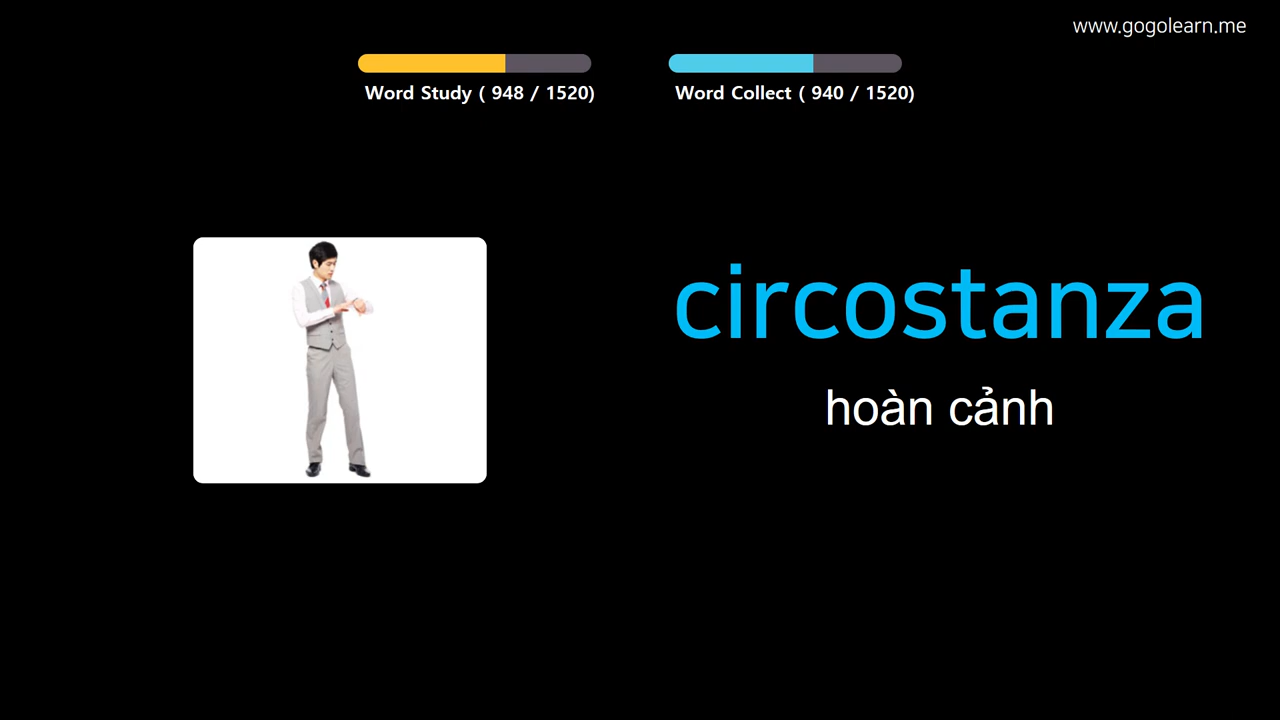 www.gogolearn.me
Word Study ( 948 / 1520)
Word Collect ( 940 / 1520)
circostanza
hoàn cảnh